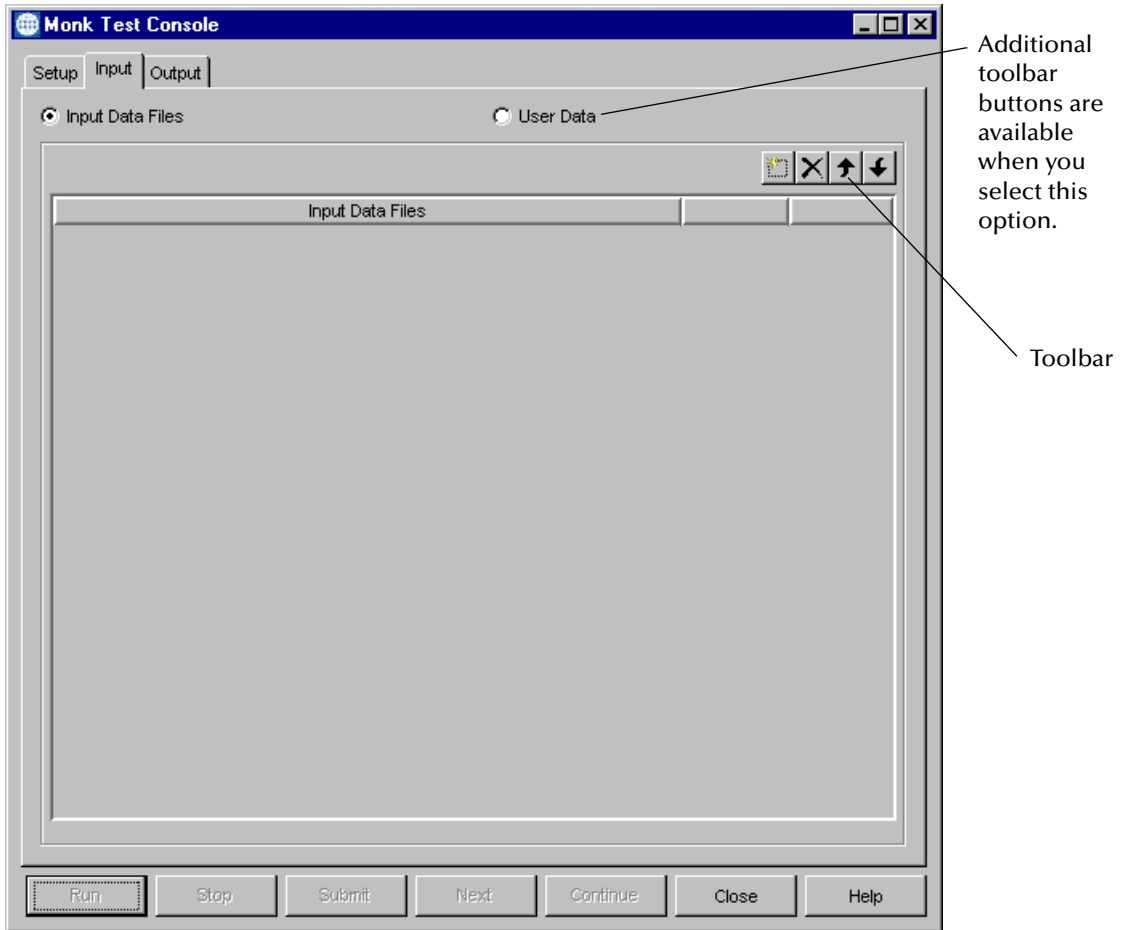 Monk Test Console
Setup Input Output
Input Data Files User Data
Input Data Files
Run Stop Submit Next Continue Close Help
Additional
toolbar
buttons are
available
when you
select this
option.
Toolbar